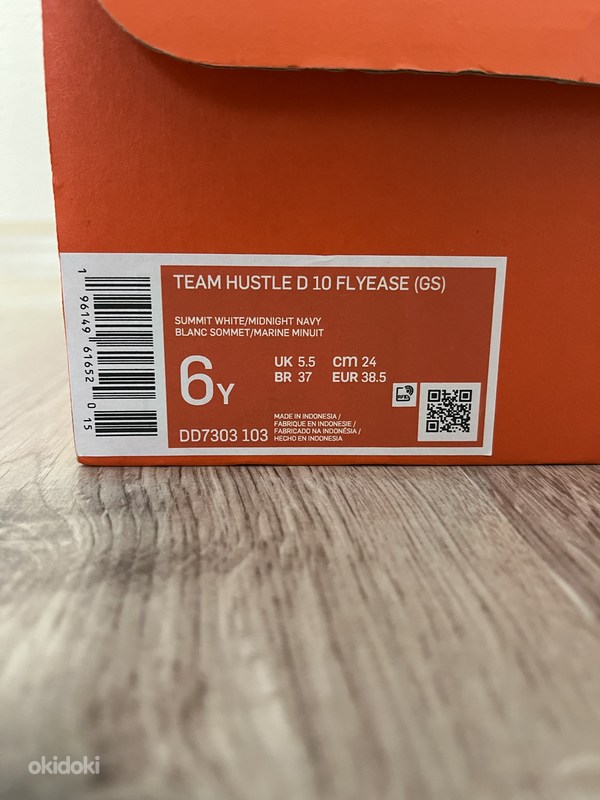 TEAM HUSTLE D 10 FLYEASE (GS)
SUMMIT WHITE/MIDNIGHT NAVY
BLANC SOMMET/MARINE MINUIT
6Y
UK 5.5 cm 24
BR 37 EUR 38.5
DD7303 103
MADE IN INDONESIA /
FABRIQUE EN INDONESIE /
FABRICADO NA INDONÉSIA /
HECHO EN INDONESIA
1 96149 61652 0 15
okidoki